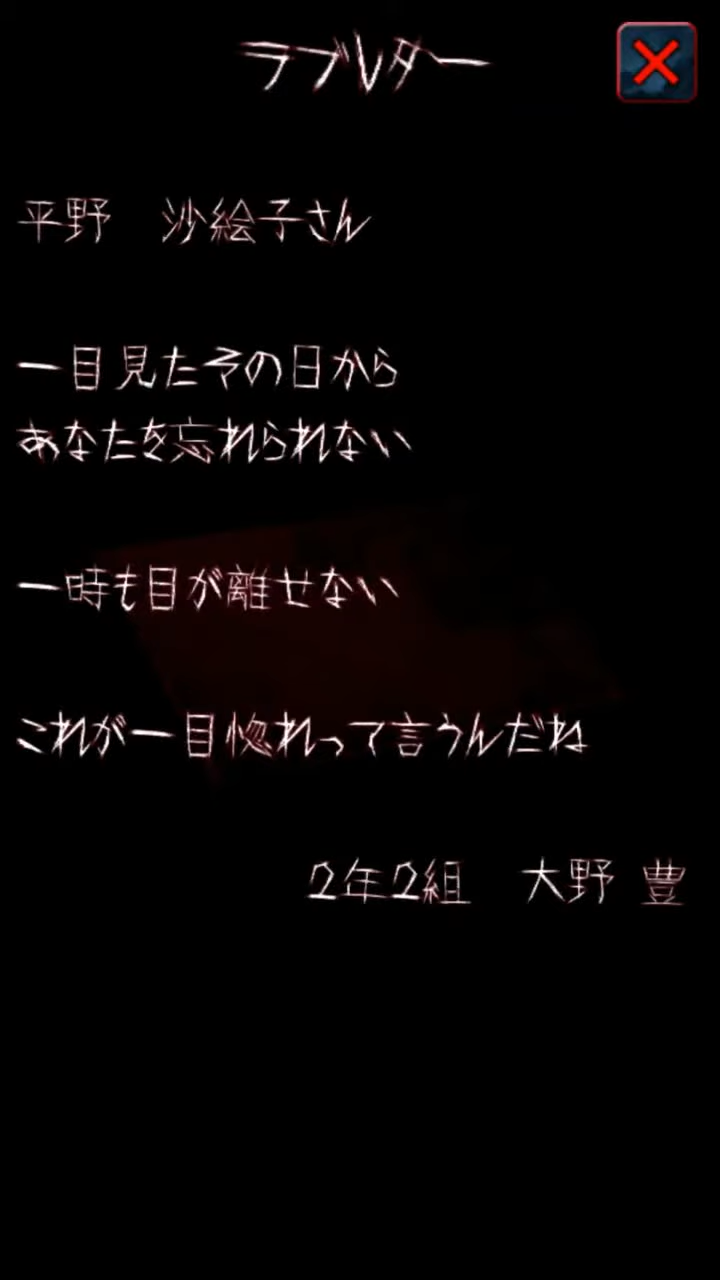 ラブレター
平野　沙絵子さん
一目見たその日から
あなたを忘れられない
一時も目が離せない
これが一目惚れって言うんだね
2年2組　大野 豊